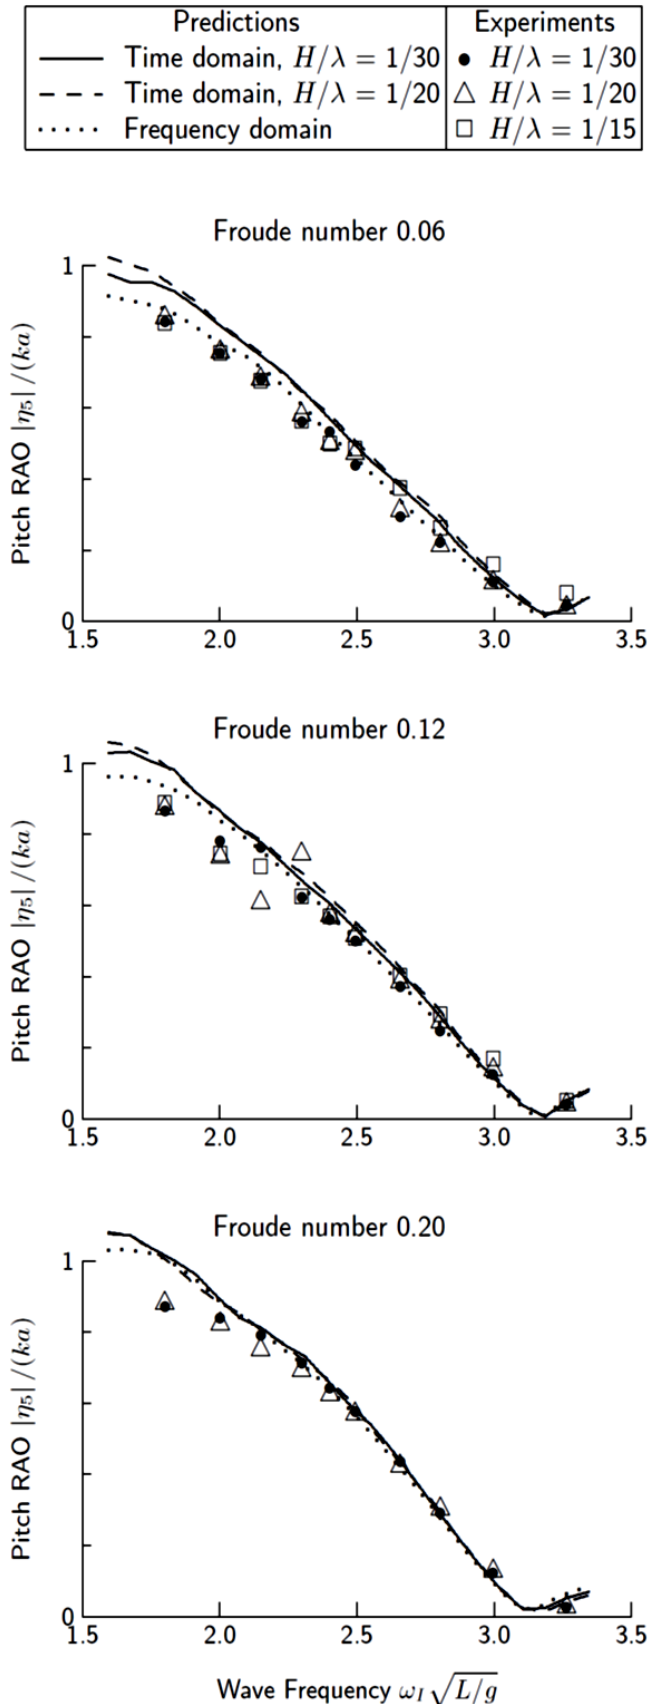 Predictions Experiments
Time domain, H/λ = 1/30 H/λ = 1/30
Time domain, H/λ = 1/20 H/λ = 1/20
Frequency domain H/λ = 1/15
Froude number 0.06
1
Pitch RAO |η₅|/(ka)
0
1.5 2.0 2.5 3.0 3.5
Froude number 0.12
1
Pitch RAO |η₅|/(ka)
0
1.5 2.0 2.5 3.0 3.5
Froude number 0.20
1
Pitch RAO |η₅|/(ka)
0
1.5 2.0 2.5 3.0 3.5
Wave Frequency ω_I √L/g